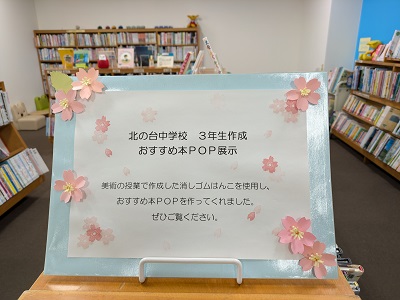 北の台中学校　３年生作成
おすすめ本ＰＯＰ展示
美術の授業で作成した消しゴムはんこを使用し、
おすすめ本ＰＯＰを作ってくれました。
ぜひご覧ください。